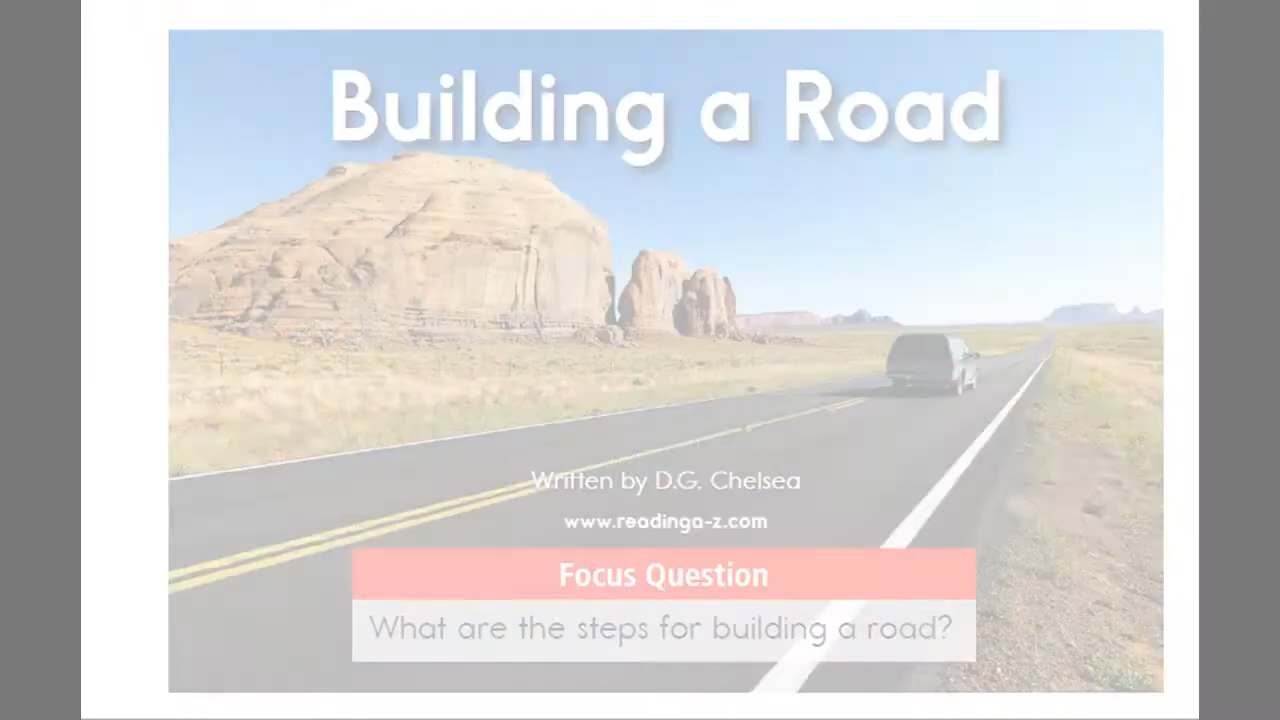 Building a Road
Written by D.G. Chelsea
www.readinga-z.com
Focus Question
What are the steps for building a road?